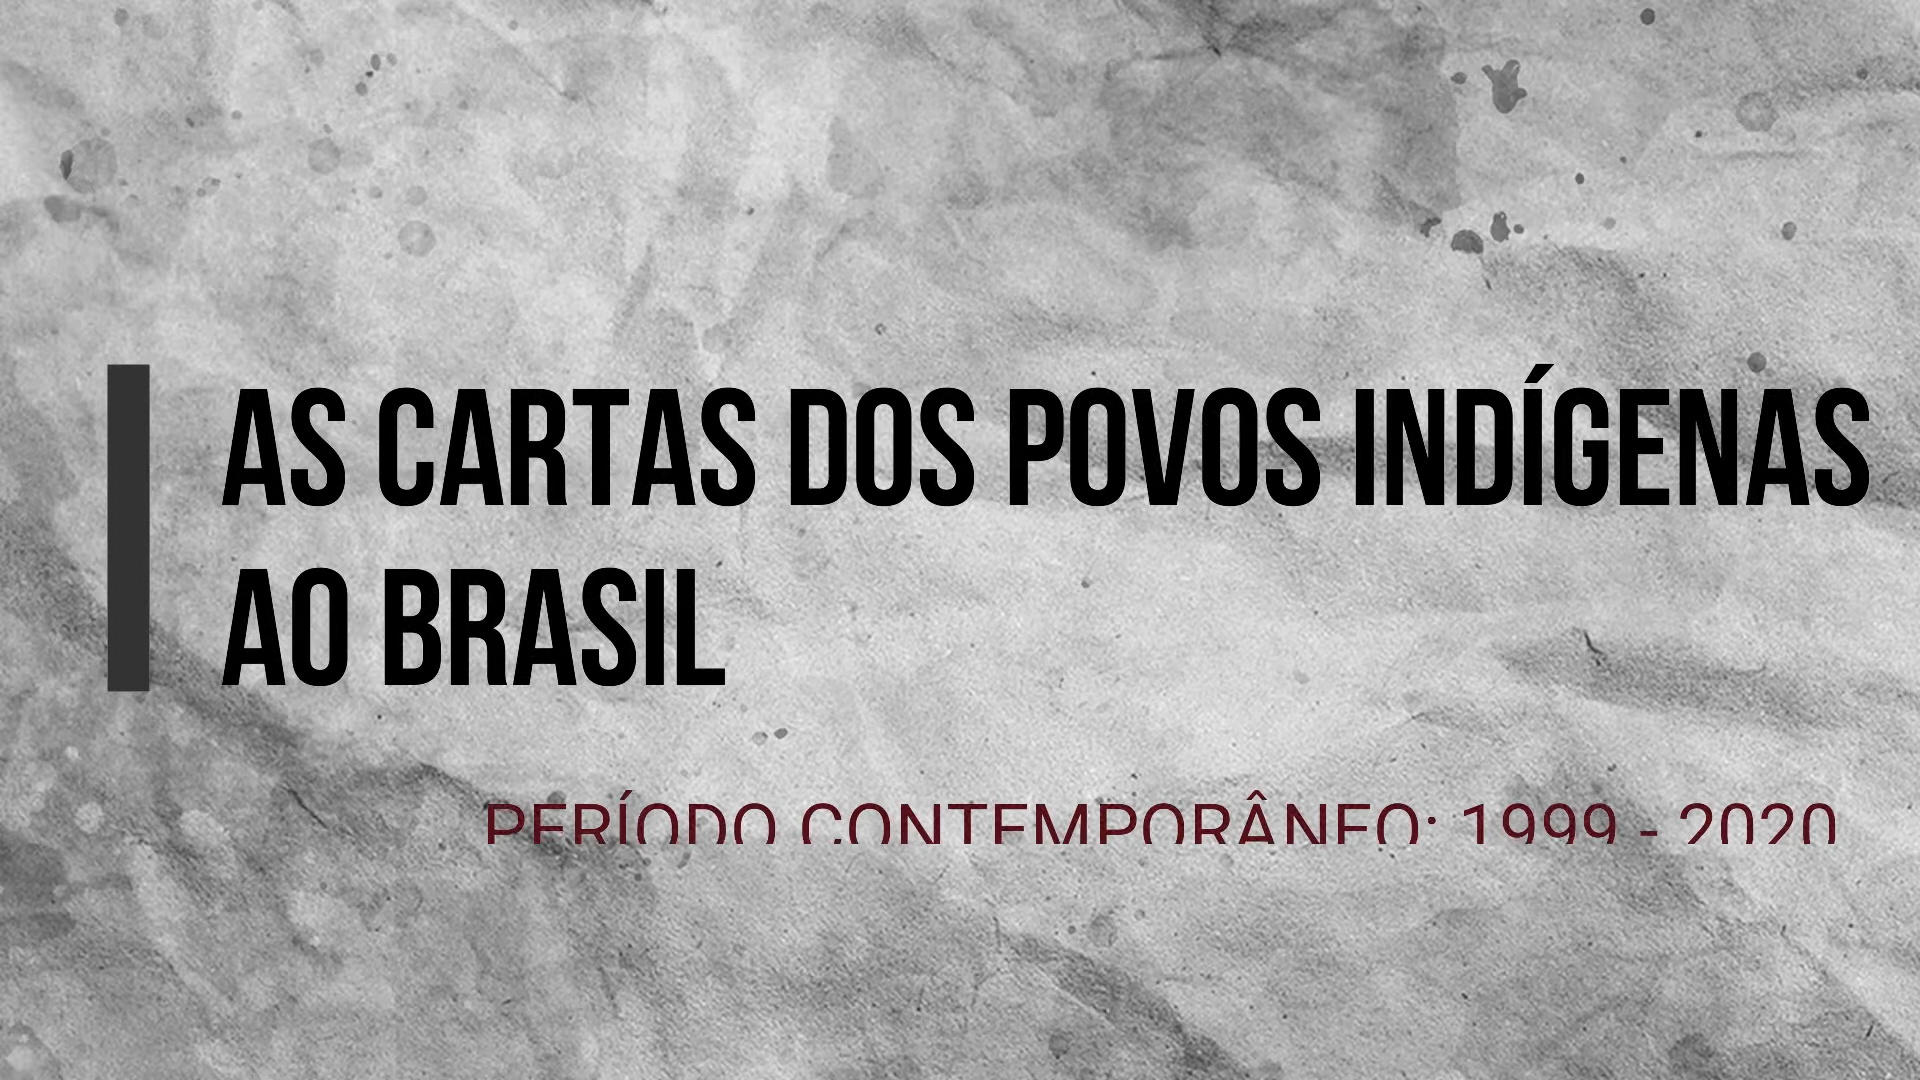 AS CARTAS DOS POVOS INDÍGENAS
AO BRASIL
PERÍODO CONTEMPORÂNEO: 1999 - 2020